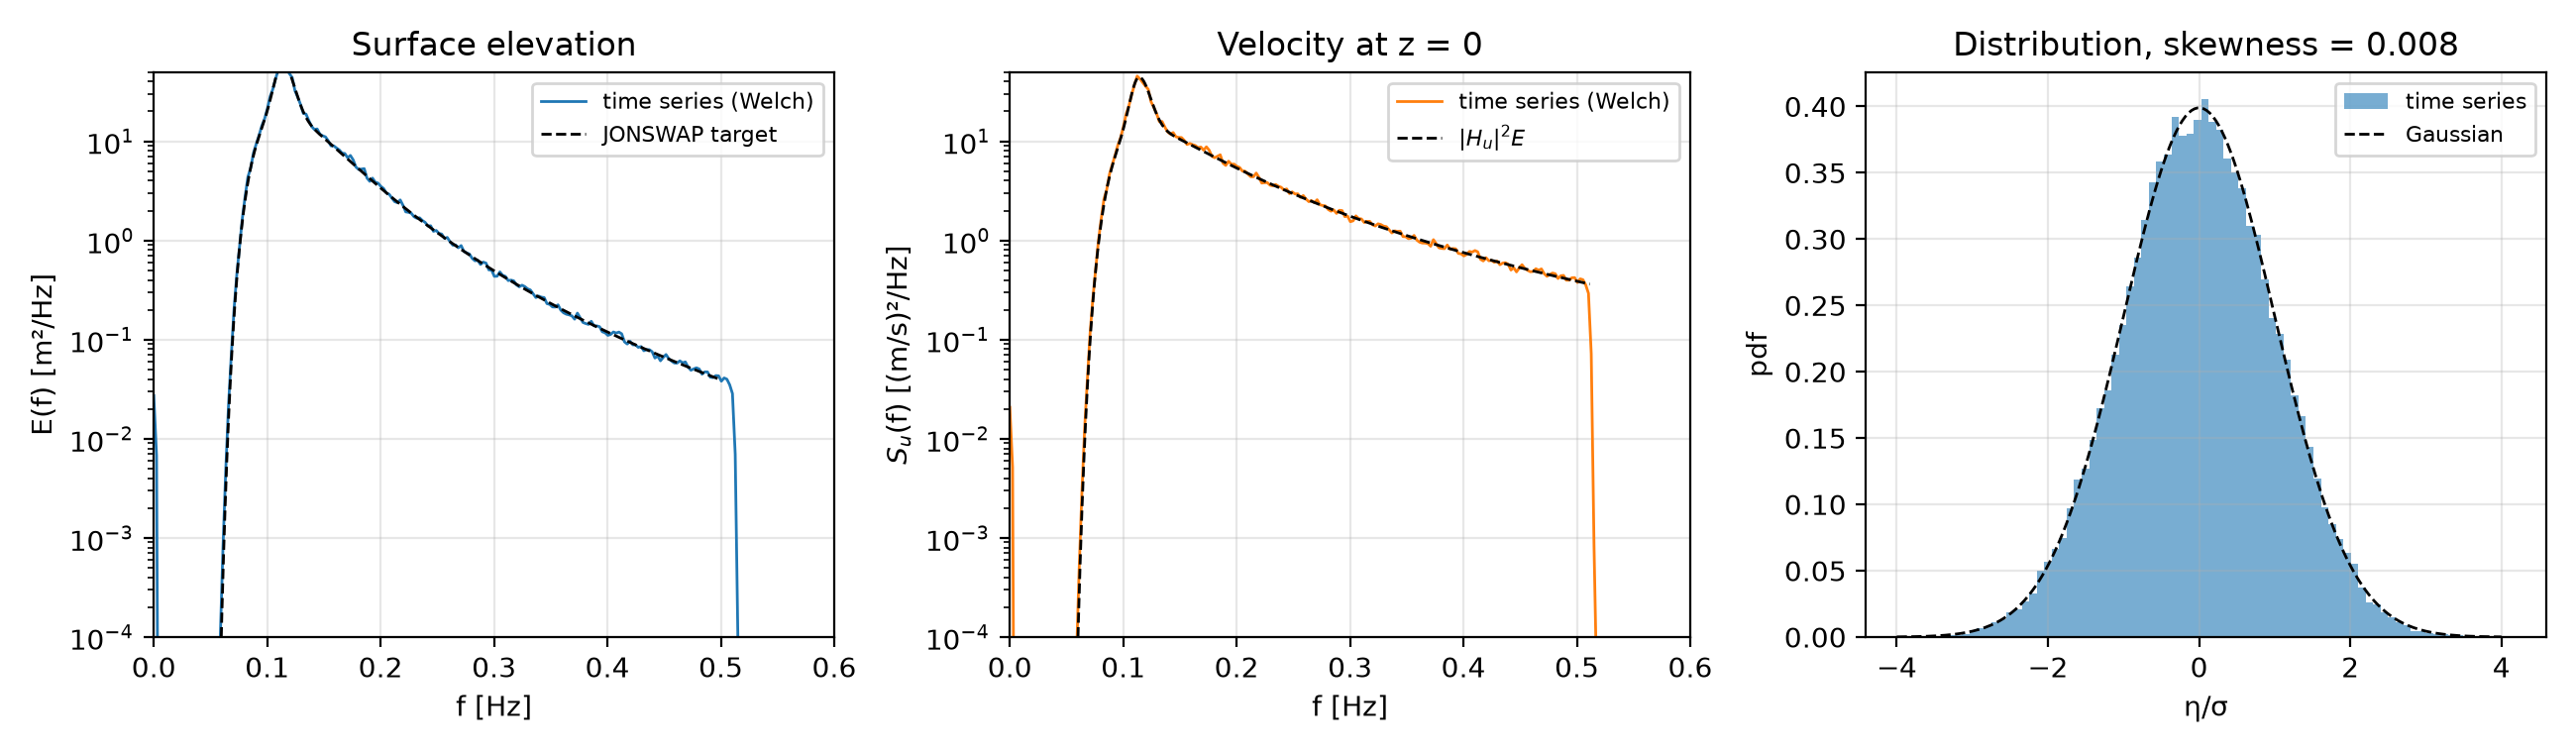 Surface elevation
E(f) [m²/Hz]
10¹
10⁰
10⁻¹
10⁻²
10⁻³
10⁻⁴
time series (Welch)
JONSWAP target
0.0 0.1 0.2 0.3 0.4 0.5 0.6
f [Hz]
Velocity at z = 0
Sᵤ(f) [(m/s)²/Hz]
10¹
10⁰
10⁻¹
10⁻²
10⁻³
10⁻⁴
time series (Welch)
|Hᵤ|²E
0.0 0.1 0.2 0.3 0.4 0.5 0.6
f [Hz]
Distribution, skewness = 0.008
pdf
0.40
0.35
0.30
0.25
0.20
0.15
0.10
0.05
0.00
time series
Gaussian
−4 −2 0 2 4
η/σ